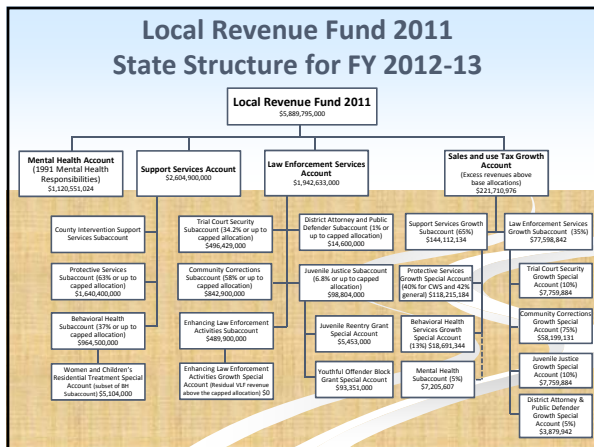 Local Revenue Fund 2011
State Structure for FY 2012-13
Local Revenue Fund 2011
$5,889,795,000
Mental Health Account
(1991 Mental Health
Responsibilities)
$1,120,551,024
Support Services Account
$2,604,900,000
Law Enforcement Services
Account
$1,942,633,000
Sales and use Tax Growth
Account
(Excess revenues above
base allocations)
$221,710,976
County Intervention Support
Services Subaccount
Protective Services
Subaccount (63% or up to
capped allocation)
$1,640,400,000
Behavioral Health
Subaccount (37% or up to
capped allocation)
$964,500,000
Women and Children's
Residential Treatment Special
Account (subset of BH
Subaccount) $5,104,000
Trial Court Security
Subaccount (34.2% or up to
capped allocation)
$496,429,000
Community Corrections
Subaccount (58% or up to
capped allocation)
$842,900,000
Enhancing Law Enforcement
Activities Subaccount
$489,900,000
Enhancing Law Enforcement
Activities Growth Special
Account (Residual VLF revenue
above the capped allocation) $0
District Attorney and Public
Defender Subaccount (1% or
up to capped allocation)
$14,600,000
Juvenile Justice Subaccount
(6.8% or up to capped
allocation)
$98,804,000
Juvenile Reentry Grant
Special Account
$5,453,000
Youthful Offender Block
Grant Special Account
$93,351,000
Support Services Growth
Subaccount (65%)
$144,112,134
Protective Services
Growth Special Account
(40% for CWS and 42%
general) $118,215,184
Behavioral Health
Services Growth
Special Account
(13%) $18,691,344
Mental Health
Subaccount (5%)
$7,205,607
Law Enforcement Services
Growth Subaccount (35%)
$77,598,842
Trial Court Security
Growth Special
Account (10%)
$7,759,884
Community Corrections
Growth Special
Account (75%)
$58,199,131
Juvenile Justice Growth
Special Account (10%)
$7,759,884
District Attorney &
Public Defender Growth
Special Account (5%)
$3,879,942